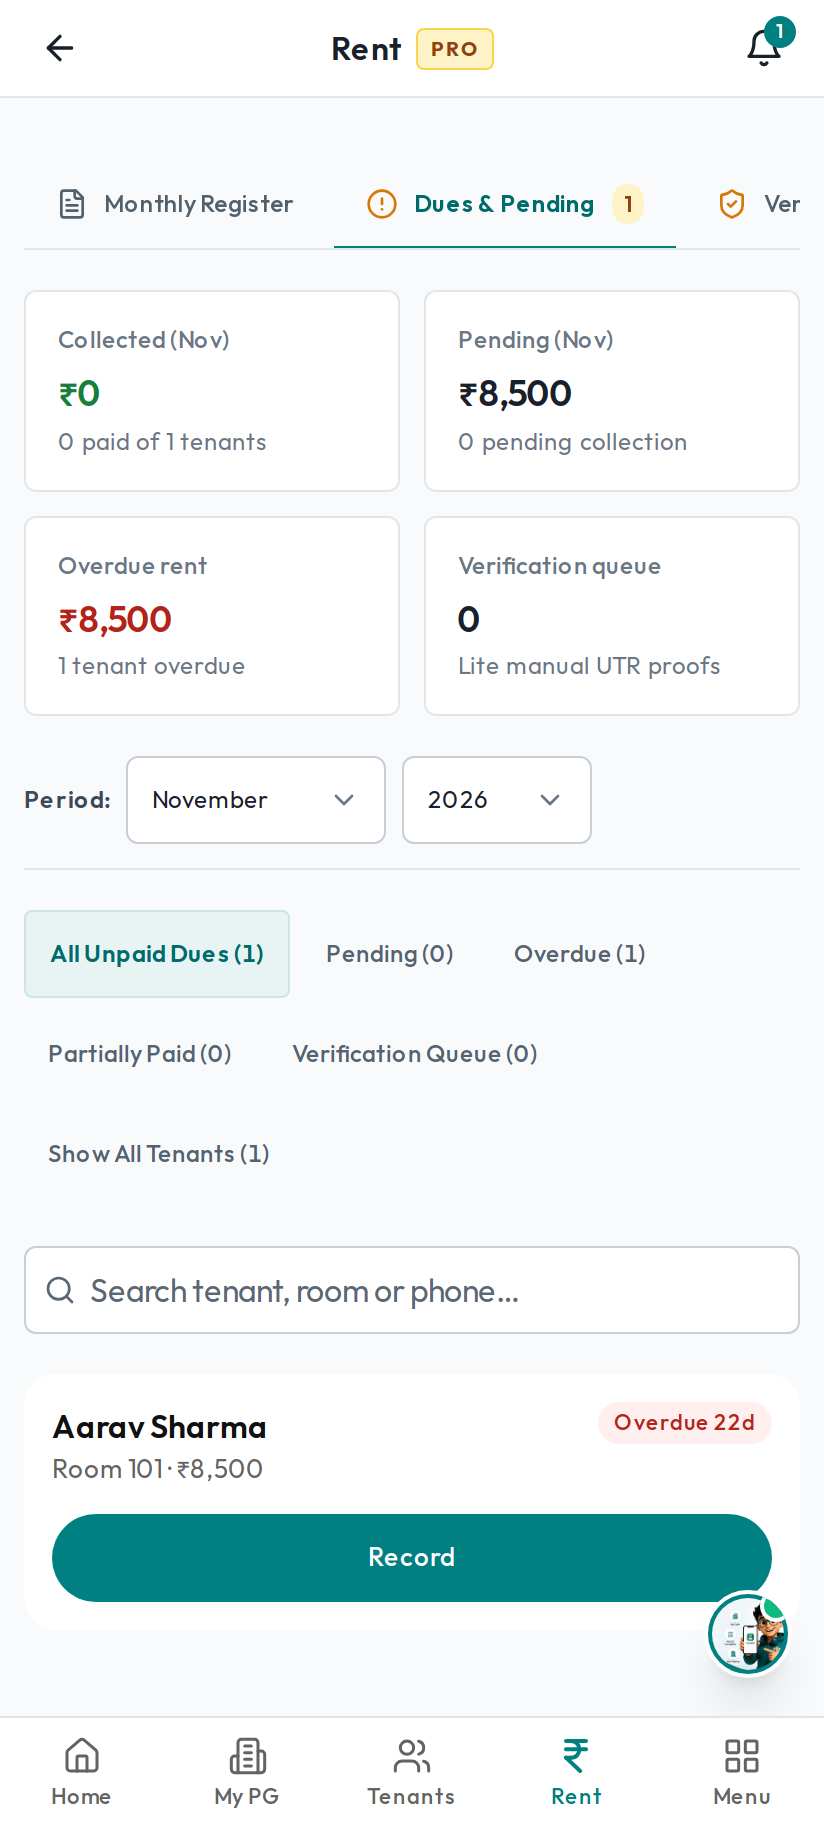 Rent PRO
1
Monthly Register
Dues & Pending 1
Ver
Collected (Nov)
₹0
0 paid of 1 tenants
Pending (Nov)
₹8,500
0 pending collection
Overdue rent
₹8,500
1 tenant overdue
Verification queue
0
Lite manual UTR proofs
Period: November 2026
All Unpaid Dues (1) Pending (0) Overdue (1)
Partially Paid (0) Verification Queue (0)
Show All Tenants (1)
Search tenant, room or phone...
Aarav Sharma
Overdue 22d
Room 101 · ₹8,500
Record
Home My PG Tenants Rent Menu